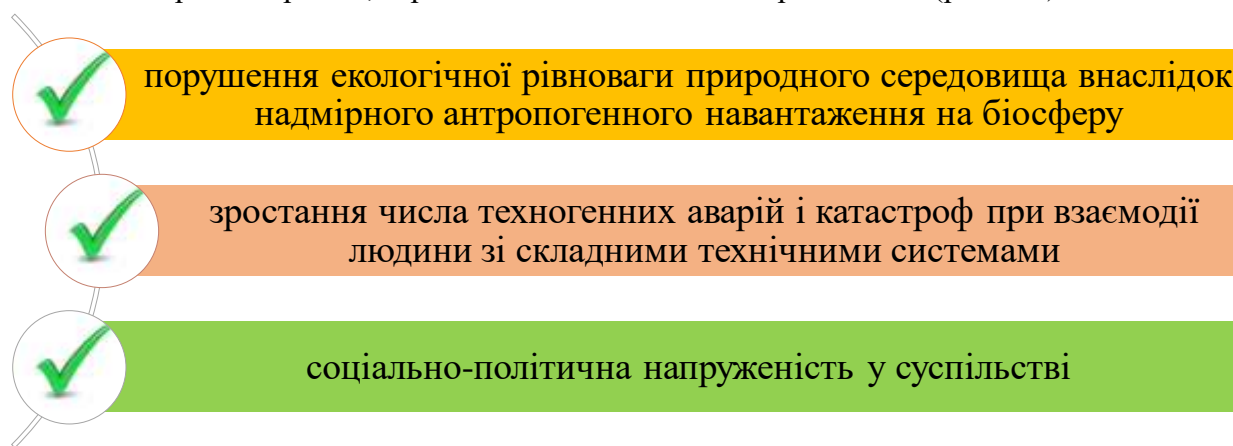 порушення екологічної рівноваги природного середовища внаслідок
надмірного антропогенного навантаження на біосферу
зростання числа техногенних аварій і катастроф при взаємодії
людини зі складними технічними системами
соціально-політична напруженість у суспільстві